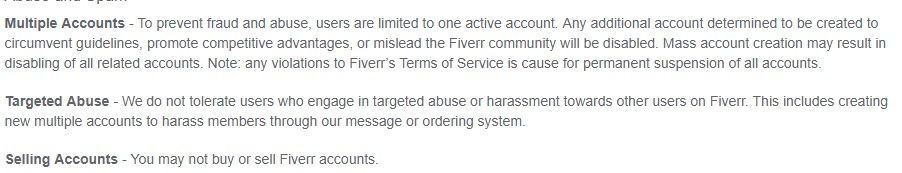 Multiple Accounts - To prevent fraud and abuse, users are limited to one active account. Any additional account determined to be created to
circumvent guidelines, promote competitive advantages, or mislead the Fiverr community will be disabled. Mass account creation may result in
disabling of all related accounts. Note: any violations to Fiverr’s Terms of Service is cause for permanent suspension of all accounts.
Targeted Abuse - We do not tolerate users who engage in targeted abuse or harassment towards other users on Fiverr. This includes creating
new multiple accounts to harass members through our message or ordering system.
Selling Accounts - You may not buy or sell Fiverr accounts.